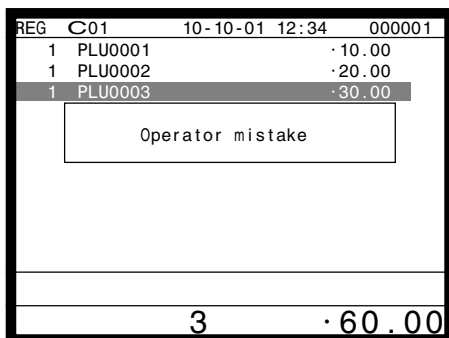 REG C01 10-10-01 12:34 000001
1 PLU0001 ·10.00
1 PLU0002 ·20.00
1 PLU0003 ·30.00
Operator mistake
3 ·60.00